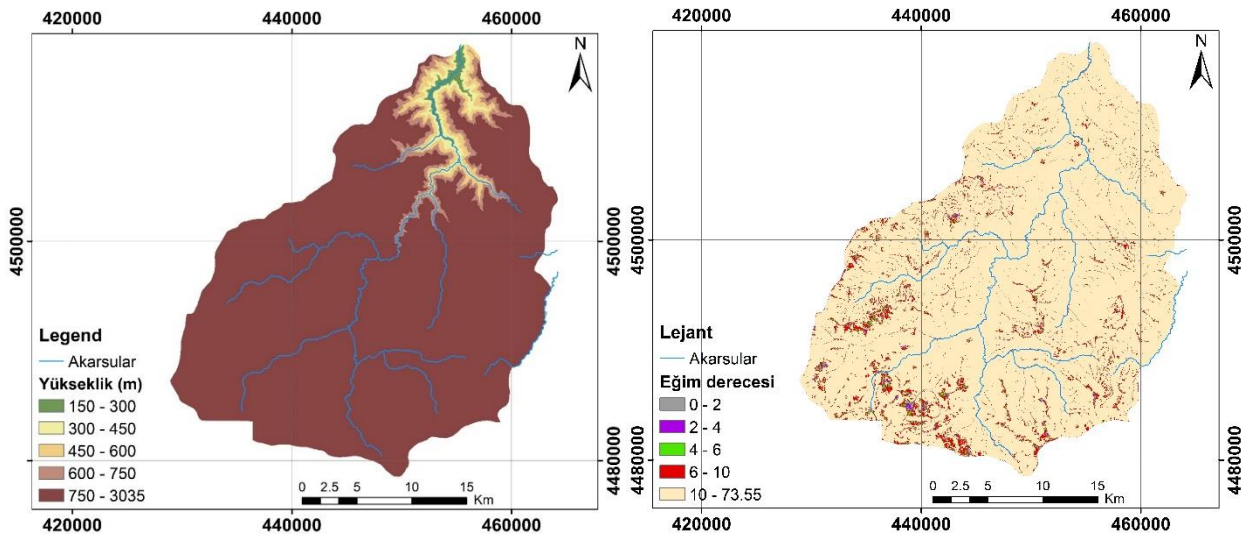 420000 440000 460000
N
4500000 4500000
Legend
Akarsular
Yükseklik (m)
150 - 300
300 - 450
450 - 600
600 - 750
750 - 3035
4480000 4480000
0 2.5 5 10 15
Km
420000 440000 460000
420000 440000 460000
N
4500000 4500000
Lejant
Akarsular
Eğim derecesi
0 - 2
2 - 4
4 - 6
6 - 10
10 - 73.55
4480000 4480000
0 2.5 5 10 15
Km
420000 440000 460000